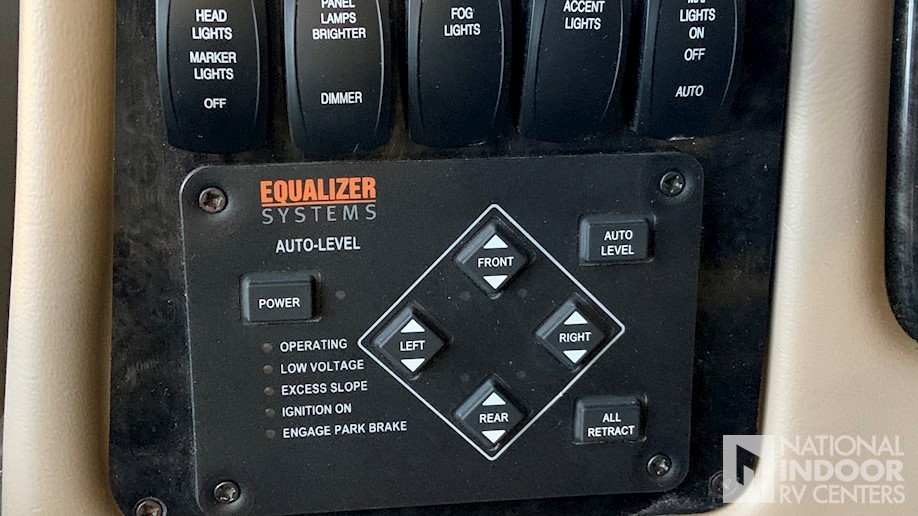 HEAD
LIGHTS
MARKER
LIGHTS
OFF
PANEL
LAMPS
BRIGHTER
DIMMER
FOG
LIGHTS
ACCENT
LIGHTS
MAP
LIGHTS
ON
OFF
AUTO
EQUALIZER
SYSTEMS
AUTO-LEVEL
POWER
OPERATING
LOW VOLTAGE
EXCESS SLOPE
IGNITION ON
ENGAGE PARK BRAKE
FRONT
LEFT
RIGHT
REAR
AUTO
LEVEL
ALL
RETRACT
NATIONAL
INDOOR
RV CENTERS